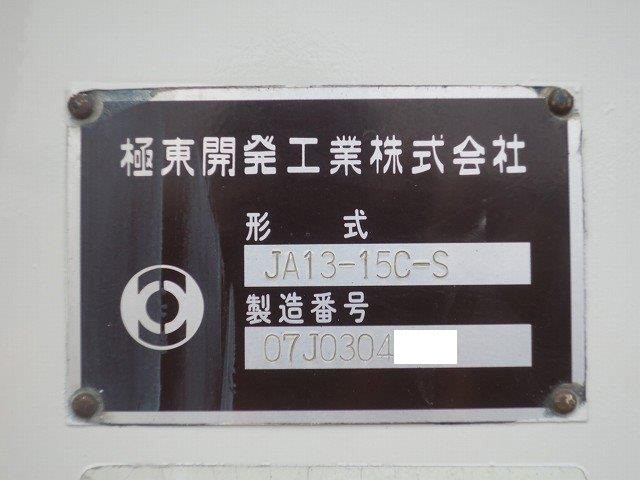 極東開発工業株式会社
形 式
JA13-15C-S
製造番号
07J0304